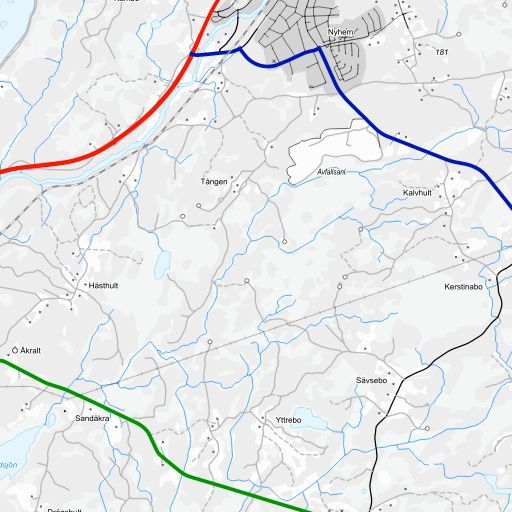 Nyhem
181
Tången
Avfallsanl.
Kalvhult
Hästhult
Kerstinabo
Ö Åkralt
Sävsebo
Sandåkra
Yttrebo